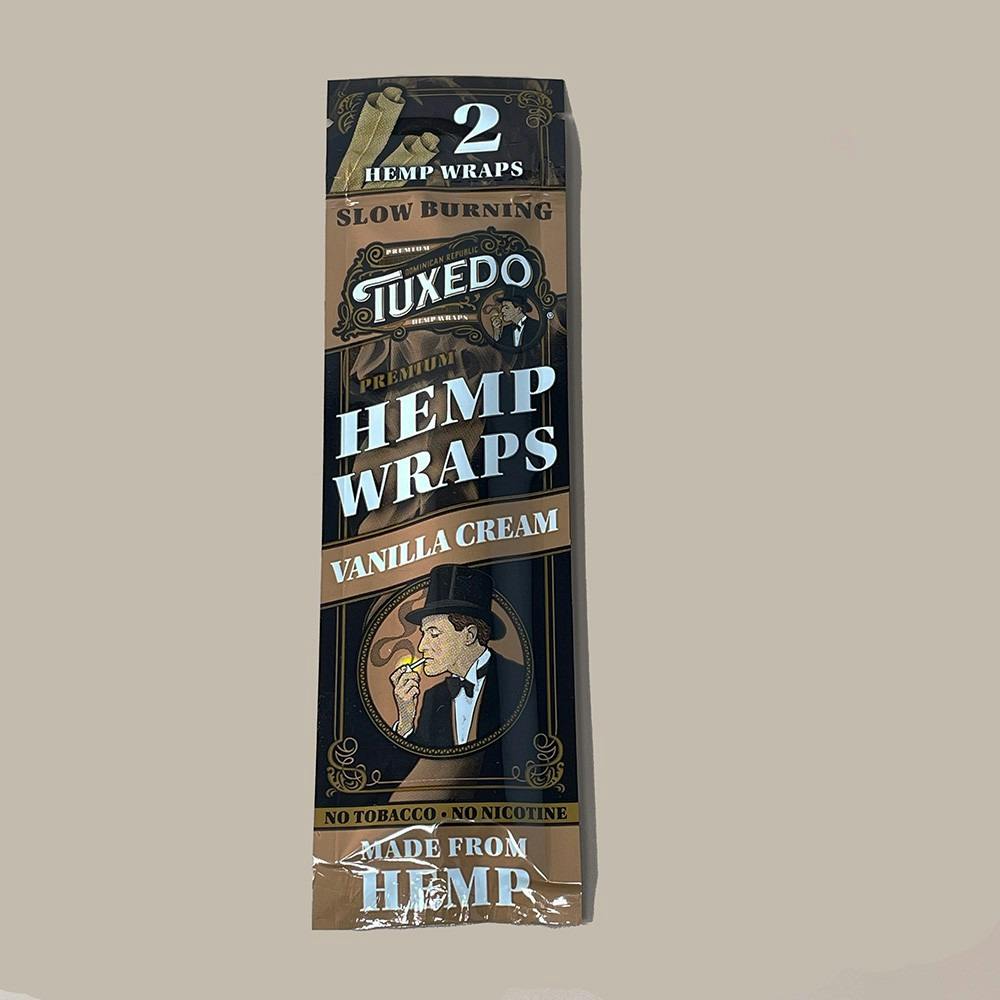 2
HEMP WRAPS
SLOW BURNING
PREMIUM
DOMINICAN REPUBLIC
TUXEDO
HEMP WRAPS
®
PREMIUM
HEMP
WRAPS
VANILLA CREAM
NO TOBACCO • NO NICOTINE
MADE FROM
HEMP